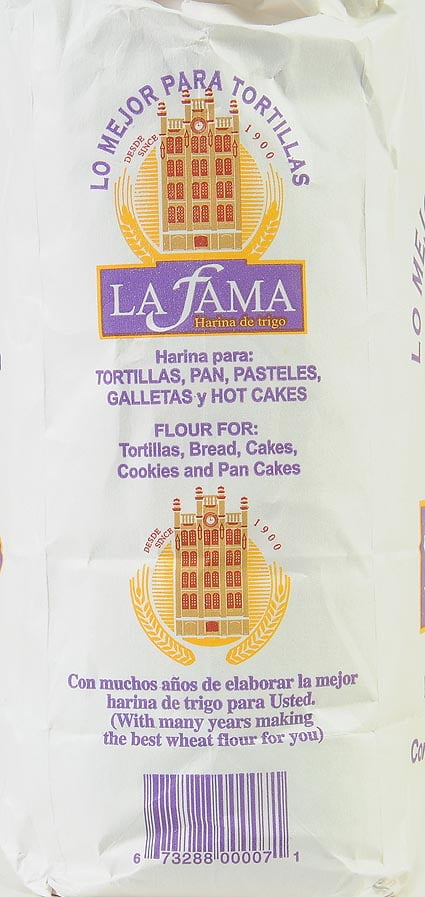 LO MEJOR PARA TORTILLAS
DESDE
SINCE
1900
LA fAMA
Harina de trigo
Harina para:
TORTILLAS, PAN, PASTELES,
GALLETAS y HOT CAKES
FLOUR FOR:
Tortillas, Bread, Cakes,
Cookies and Pan Cakes
DESDE
SINCE
1900
Con muchos años de elaborar la mejor
harina de trigo para Usted.
(With many years making
the best wheat flour for you)
6 73288 00007 1
LO ME
Co